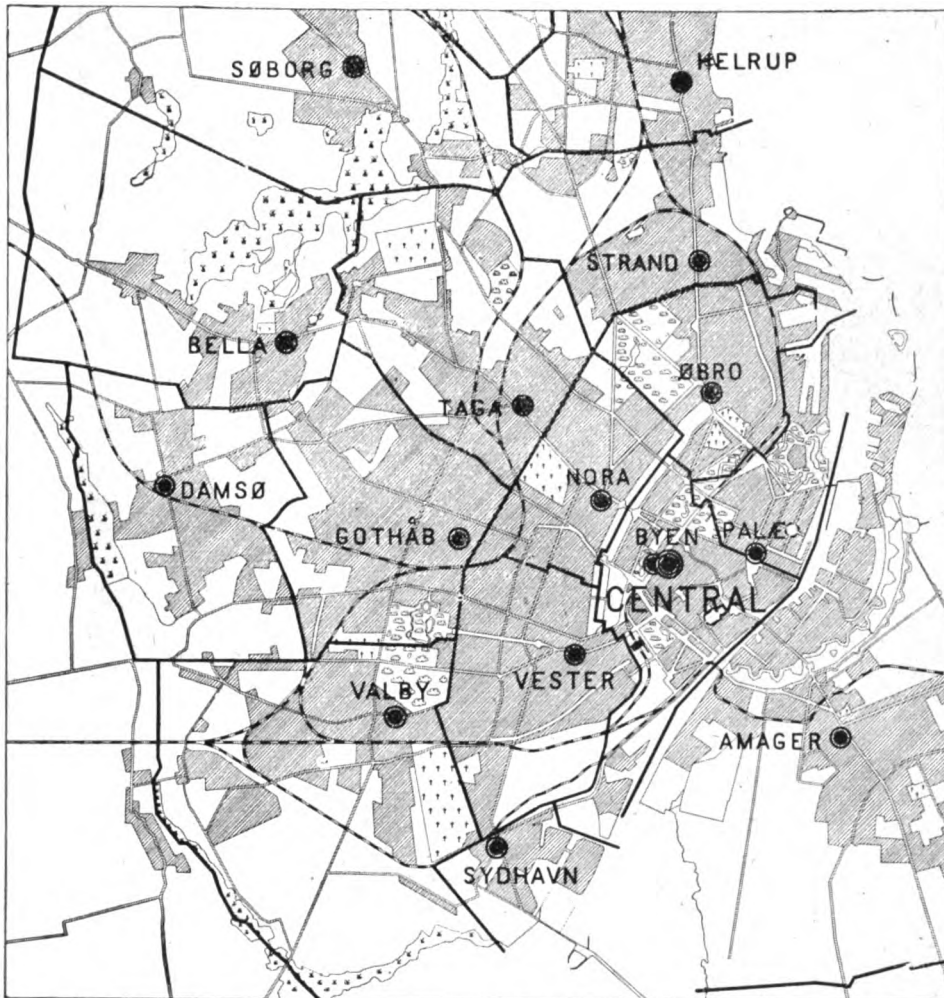 SØBORG
HELRUP
STRAND
BELLA
ØBRO
TAGA
DAMSØ
NORA
GOTHÅB
BYEN
PALÆ
CENTRAL
VESTER
VALBY
AMAGER
SYDHAVN